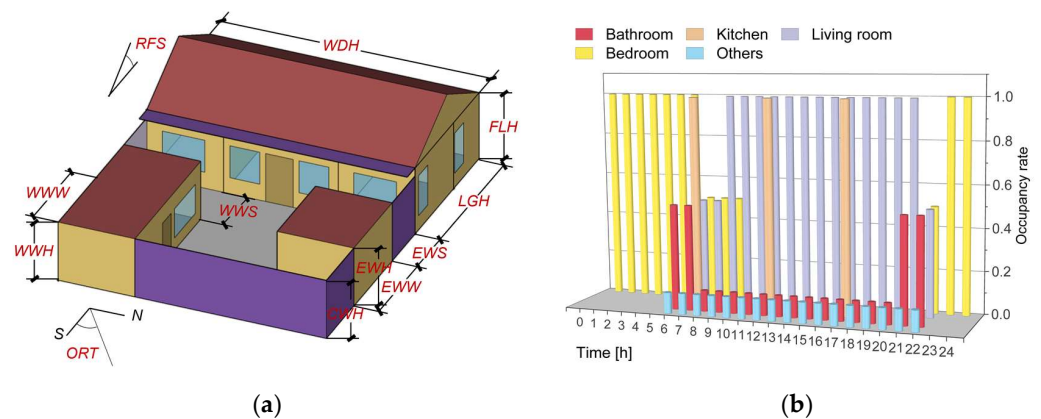 RFS
WDH
FLH
WWW
WWS
LGH
WWH
EWH
EWS
EWW
CWH
S
N
ORT
(a)
Bathroom Kitchen Living room
Bedroom Others
1.0
0.8
0.6
0.4
0.2
0.0
Occupancy rate
0 1 2 3 4 5 6 7 8 9 10 11 12 13 14 15 16 17 18 19 20 21 22 23 24
Time [h]
(b)